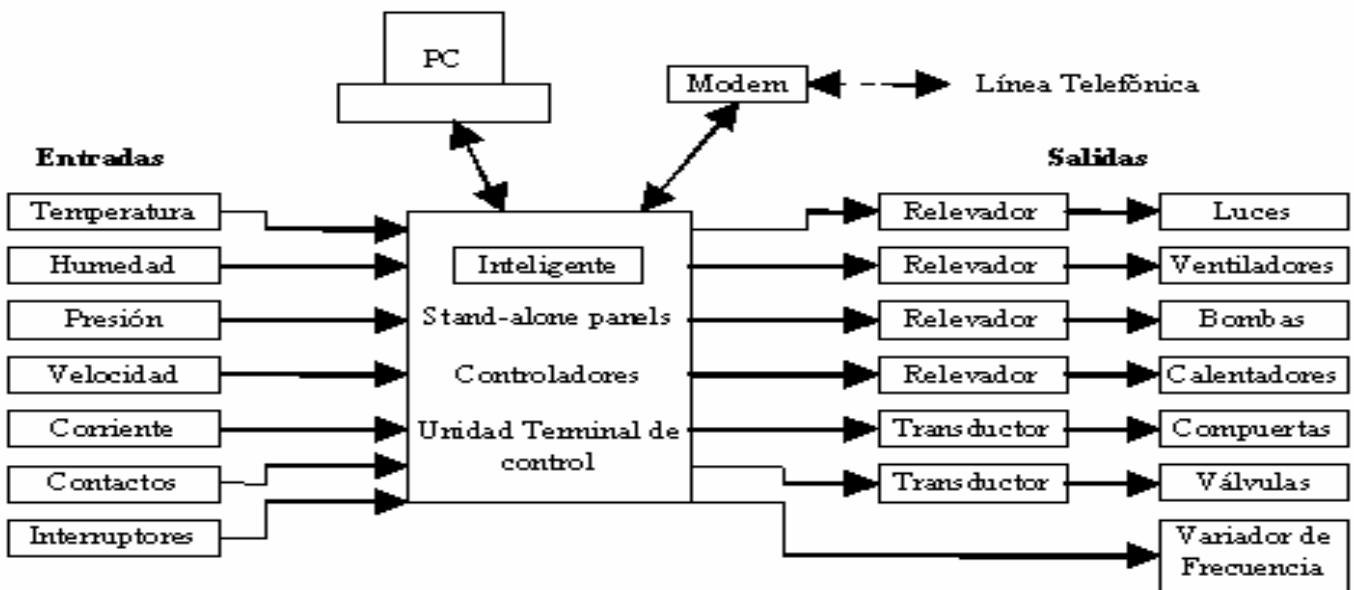 PC
Modem
Línea Telefónica
Entradas
Salidas
Temperatura
Relevador
Luces
Humedad
Inteligente
Relevador
Ventiladores
Presión
Stand-alone panels
Relevador
Bombas
Velocidad
Controladores
Relevador
Calentadores
Corriente
Unidad Terminal de
control
Transductor
Compuertas
Contactos
Transductor
Válvulas
Interruptores
Variador de
Frecuencia